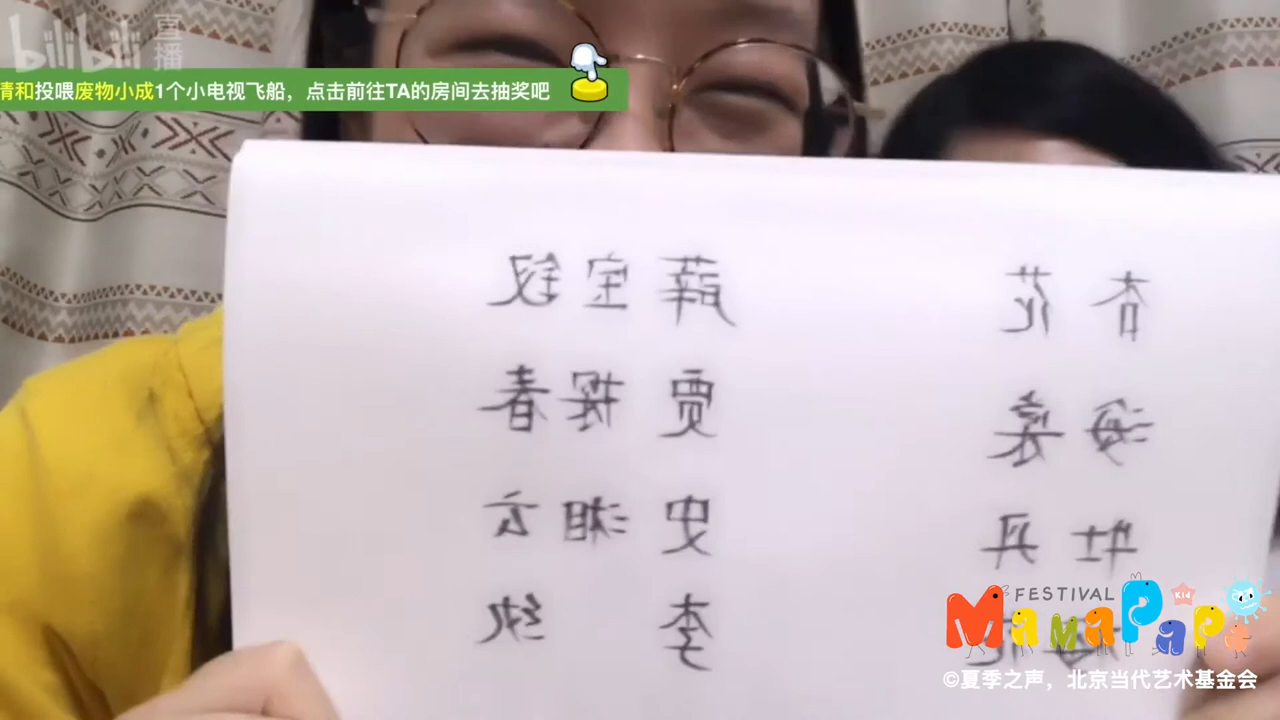 bilibili 直播
情和投喂废物小成1个小电视飞船，点击前往TA的房间去抽奖吧
杏花 薛宝钗
海棠 贾探春
牡丹 史湘云
梅花 李纨
FESTIVAL
Kid
MAMAPAPA
©夏季之声，北京当代艺术基金会